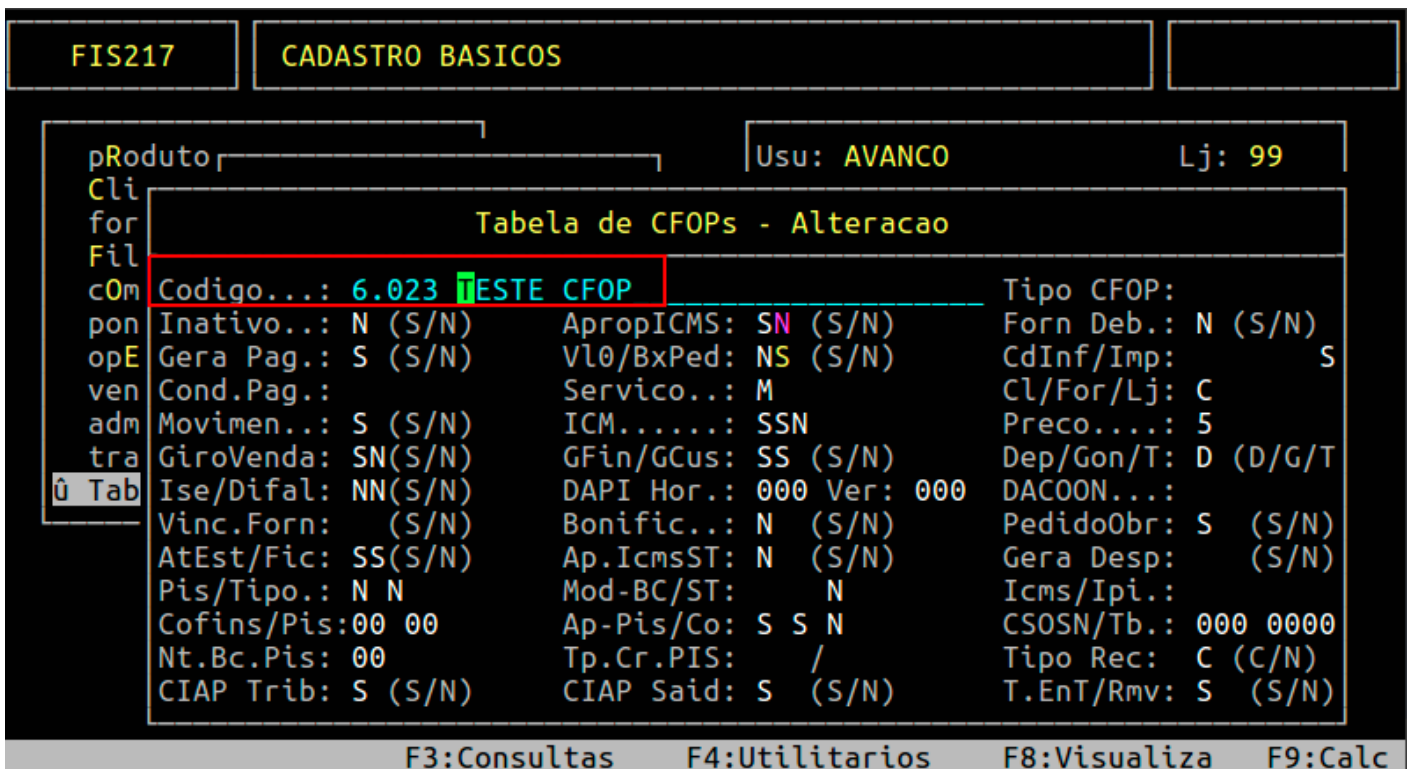 FIS217 CADASTRO BASICOS
pRoduto Usu: AVANCO Lj: 99
Cli
for Tabela de CFOPs - Alteracao
Fil
cOm Codigo...: 6.023 TESTE CFOP__________________ Tipo CFOP:
pon Inativo..: N (S/N) ApropICMS: SN (S/N) Forn Deb.: N (S/N)
opE Gera Pag.: S (S/N) Vl0/BxPed: NS (S/N) CdInf/Imp: S
ven Cond.Pag.: Servico..: M Cl/For/Lj: C
adm Movimen..: S (S/N) ICM......: SSN Preco....: 5
tra GiroVenda: SN(S/N) GFin/GCus: SS (S/N) Dep/Gon/T: D (D/G/T
û Tab Ise/Difal: NN(S/N) DAPI Hor.: 000 Ver: 000 DACOON...:
Vinc.Forn: (S/N) Bonific..: N (S/N) PedidoObr: S (S/N)
AtEst/Fic: SS(S/N) Ap.IcmsST: N (S/N) Gera Desp: (S/N)
Pis/Tipo.: N N Mod-BC/ST: N Icms/Ipi.:
Cofins/Pis:00 00 Ap-Pis/Co: S S N CSOSN/Tb.: 000 0000
Nt.Bc.Pis: 00 Tp.Cr.PIS: / Tipo Rec: C (C/N)
CIAP Trib: S (S/N) CIAP Said: S (S/N) T.EnT/Rmv: S (S/N)
F3:Consultas F4:Utilitarios F8:Visualiza F9:Calc